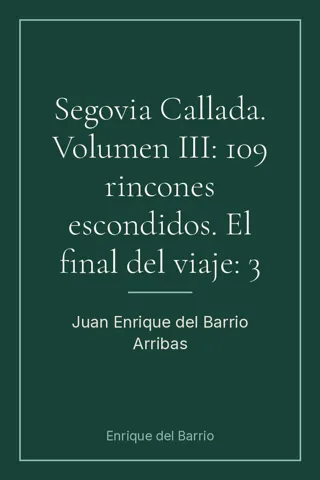 Segovia Callada.
Volumen III: 109
rincones
escondidos. El
final del viaje: 3
Juan Enrique del Barrio
Arribas
Enrique del Barrio